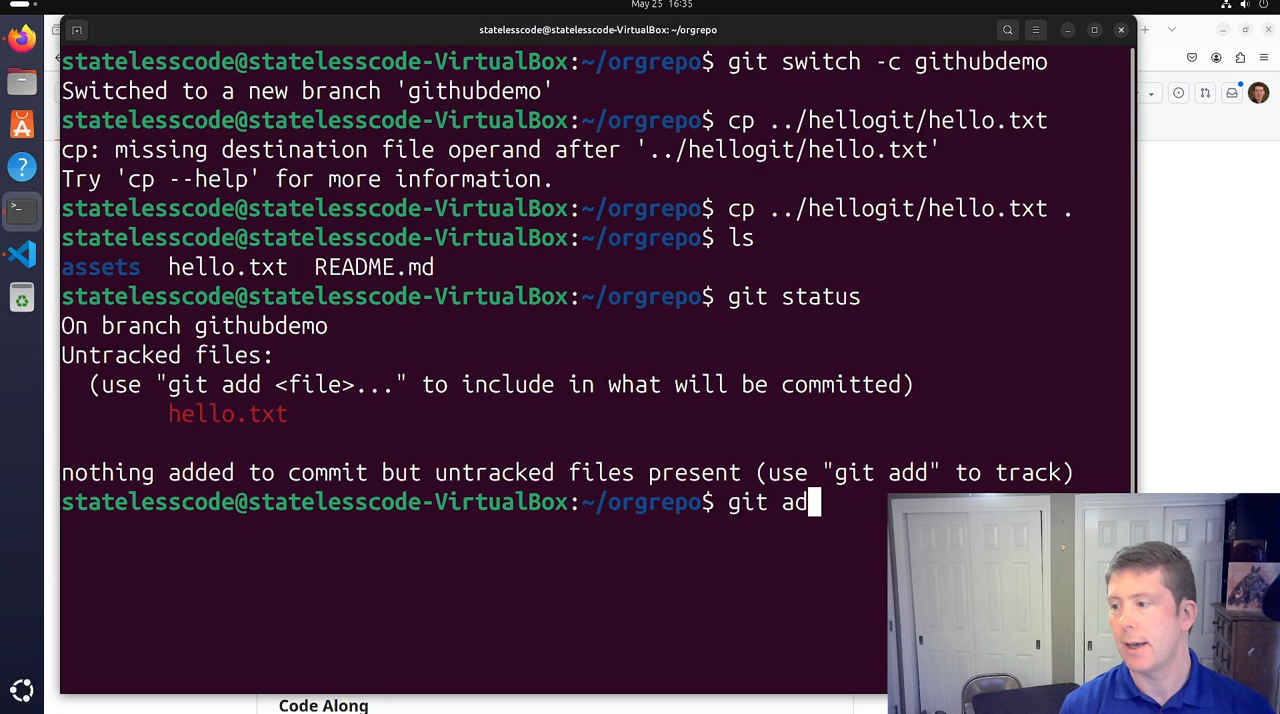 May 25 16:35
statelesscode@statelesscode-VirtualBox: ~/orgrepo
statelesscode@statelesscode-VirtualBox:~/orgrepo$ git switch -c githubdemo
Switched to a new branch 'githubdemo'
statelesscode@statelesscode-VirtualBox:~/orgrepo$ cp ../hellogit/hello.txt
cp: missing destination file operand after '../hellogit/hello.txt'
Try 'cp --help' for more information.
statelesscode@statelesscode-VirtualBox:~/orgrepo$ cp ../hellogit/hello.txt .
statelesscode@statelesscode-VirtualBox:~/orgrepo$ ls
assets hello.txt README.md
statelesscode@statelesscode-VirtualBox:~/orgrepo$ git status
On branch githubdemo
Untracked files:
(use "git add <file>..." to include in what will be committed)
hello.txt
nothing added to commit but untracked files present (use "git add" to track)
statelesscode@statelesscode-VirtualBox:~/orgrepo$ git ad
Code Along